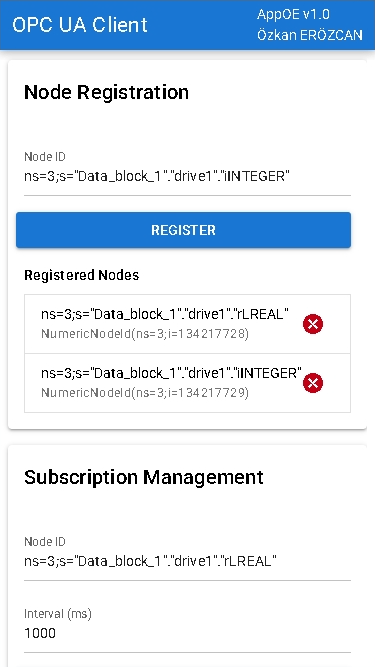 OPC UA Client
AppOE v1.0
Özkan ERÖZCAN
Node Registration
Node ID
ns=3;s="Data_block_1"."drive1"."iINTEGER"
REGISTER
Registered Nodes
ns=3;s="Data_block_1"."drive1"."rLREAL"
NumericNodeId(ns=3;i=134217728)
ns=3;s="Data_block_1"."drive1"."iINTEGER"
NumericNodeId(ns=3;i=134217729)
Subscription Management
Node ID
ns=3;s="Data_block_1"."drive1"."rLREAL"
Interval (ms)
1000